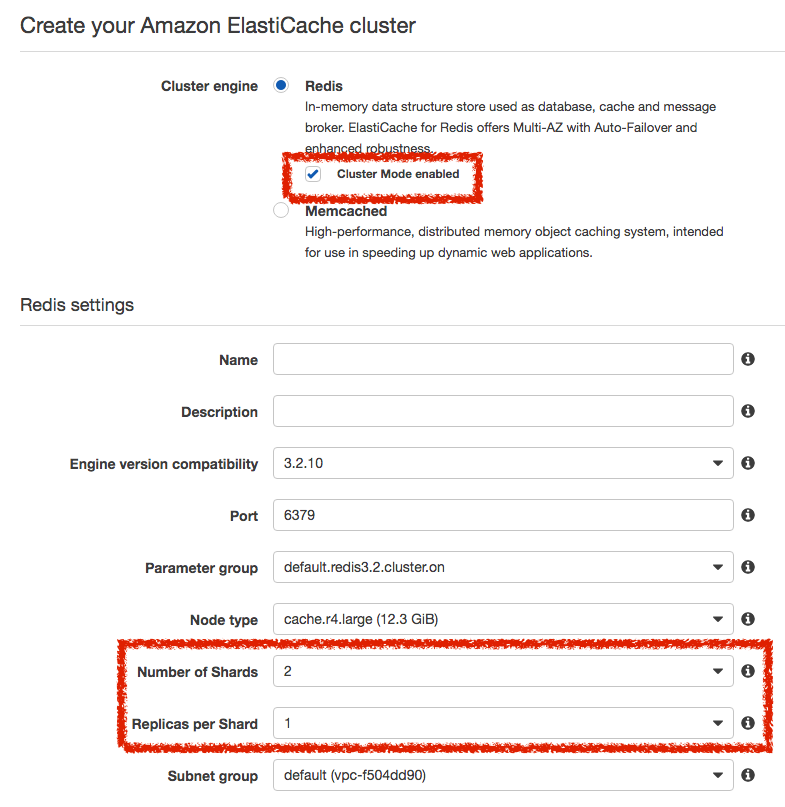 Create your Amazon ElastiCache cluster
Cluster engine
Redis
In-memory data structure store used as database, cache and message
broker. ElastiCache for Redis offers Multi-AZ with Auto-Failover and
enhanced robustness.
Cluster Mode enabled
Memcached
High-performance, distributed memory object caching system, intended
for use in speeding up dynamic web applications.
Redis settings
Name
Description
Engine version compatibility 3.2.10
Port 6379
Parameter group default.redis3.2.cluster.on
Node type cache.r4.large (12.3 GiB)
Number of Shards 2
Replicas per Shard 1
Subnet group default (vpc-f504dd90)